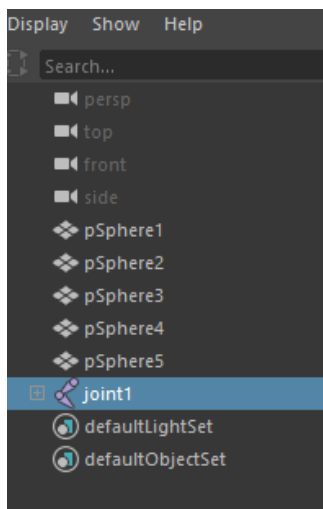 Display Show Help
Search...
persp
top
front
side
pSphere1
pSphere2
pSphere3
pSphere4
pSphere5
joint1
defaultLightSet
defaultObjectSet